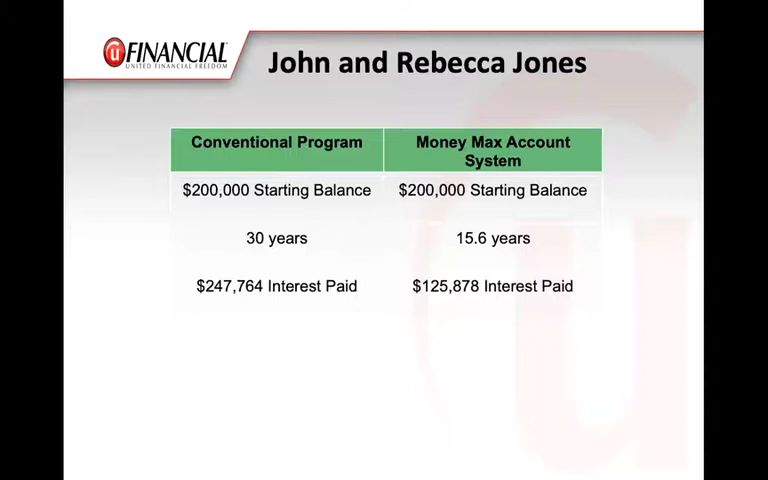 u FINANCIAL
UNITED FINANCIAL FREEDOM
John and Rebecca Jones
Conventional Program
Money Max Account
System
$200,000 Starting Balance
$200,000 Starting Balance
30 years
15.6 years
$247,764 Interest Paid
$125,878 Interest Paid